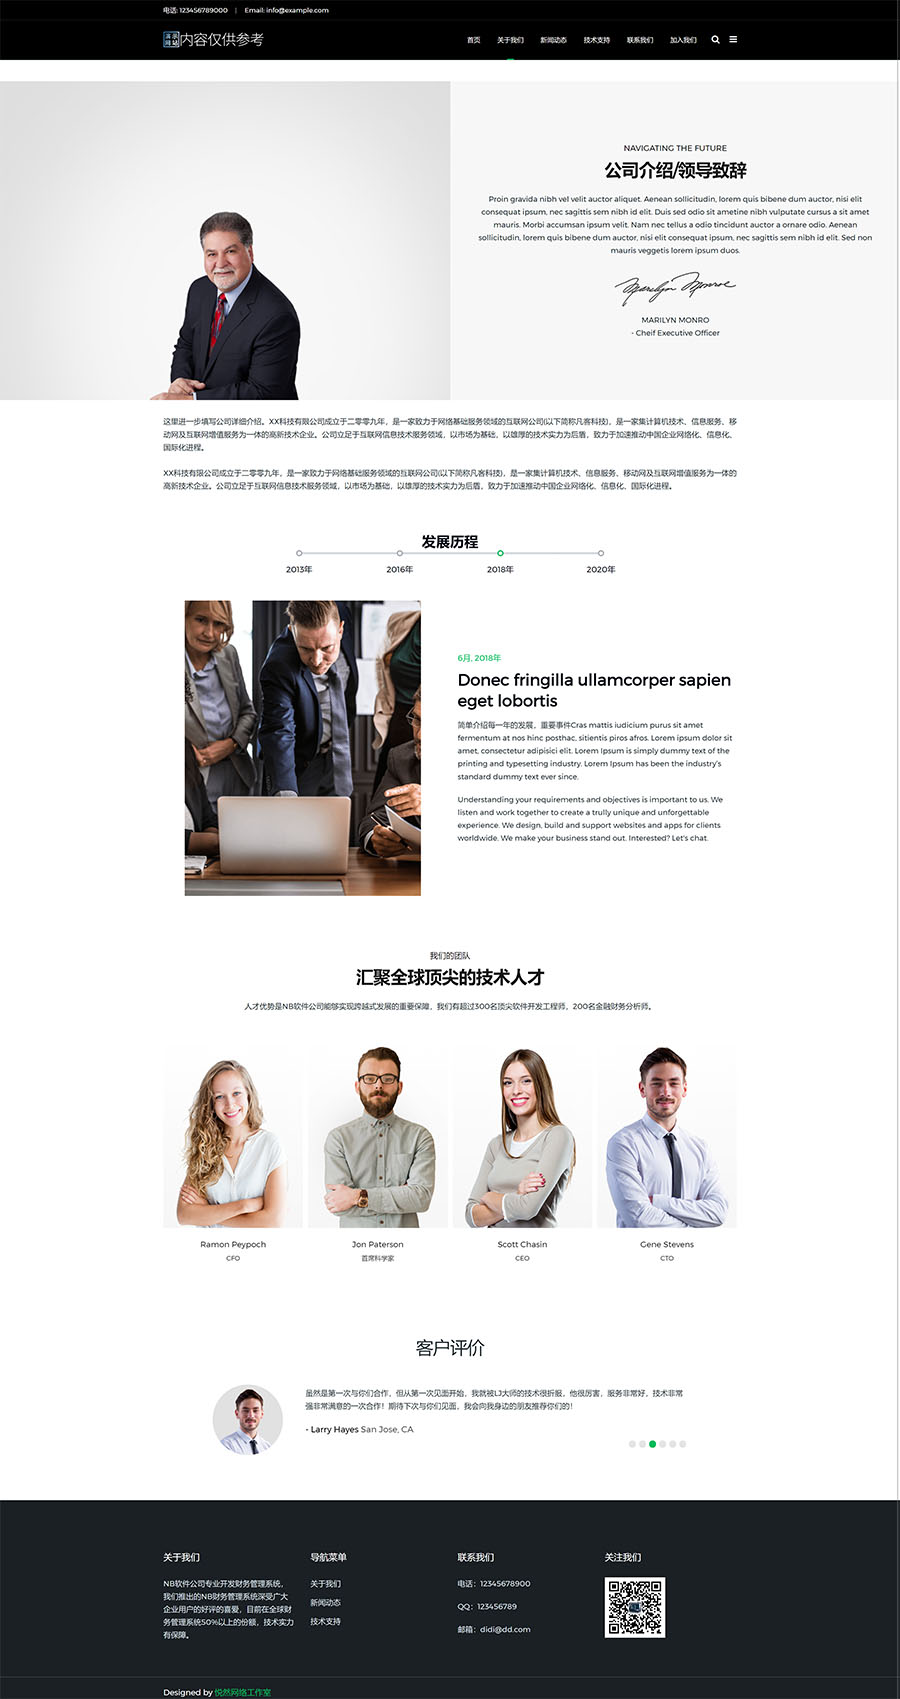 电话: 123456789000 | Email: info@example.com
演示网站 内容仅供参考
首页 关于我们 新闻动态 技术支持 联系我们 加入我们
NAVIGATING THE FUTURE
公司介绍/领导致辞
Proin gravida nibh vel velit auctor aliquet. Aenean sollicitudin, lorem quis bibene dum auctor, nisi elit
consequat ipsum, nec sagittis sem nibh id elit. Duis sed odio sit ametine nibh vulputate cursus a sit amet
mauris. Morbi accumsan ipsum velit. Nam nec tellus a odio tincidunt auctor a ornare odio. Aenean
sollicitudin, lorem quis bibene dum auctor, nisi elit consequat ipsum, nec sagittis sem nibh id elit. Sed non
mauris veggetis lorem ipsum duos.
Marilyn Monroe
MARILYN MONRO
- Cheif Executive Officer
这里进一步填写公司详细介绍。XX科技有限公司成立于二零零九年，是一家致力于网络基础服务领域的互联网公司(以下简称凡客科技)，是一家集计算机技术、信息服务、移
动网及互联网增值服务为一体的高新技术企业。公司立足于互联网信息技术服务领域，以市场为基础，以雄厚的技术实力为后盾，致力于加速推动中国企业网络化、信息化、
国际化进程。
XX科技有限公司成立于二零零九年，是一家致力于网络基础服务领域的互联网公司(以下简称凡客科技)，是一家集计算机技术、信息服务、移动网及互联网增值服务为一体的
高新技术企业。公司立足于互联网信息技术服务领域，以市场为基础，以雄厚的技术实力为后盾，致力于加速推动中国企业网络化、信息化、国际化进程。
发展历程
2013年 2016年 2018年 2020年
6月, 2018年
Donec fringilla ullamcorper sapien
eget lobortis
简单介绍每一年的发展，重要事件Cras mattis iudicium purus sit amet
fermentum at nos hinc posthac, sitientis piros afros. Lorem ipsum dolor sit
amet, consectetur adipisici elit. Lorem Ipsum is simply dummy text of the
printing and typesetting industry. Lorem Ipsum has been the industry's
standard dummy text ever since.
Understanding your requirements and objectives is important to us. We
listen and work together to create a trully unique and unforgettable
experience. We design, build and support websites and apps for clients
worldwide. We make your business stand out. Interested? Let's chat.
我们的团队
汇聚全球顶尖的技术人才
人才优势是NB软件公司能够实现跨越式发展的重要保障，我们有超过300名顶尖软件开发工程师，200名金融财务分析师。
Ramon Peypoch Jon Paterson Scott Chasin Gene Stevens
CFO 首席科学家 CEO CTO
客户评价
虽然是第一次与你们合作，但从第一次见面开始，我就被LJ大师的技术很折服，他很厉害，服务非常好，技术非常
强非常满意的一次合作！期待下次与你们见面，我会向我身边的朋友推荐你们的！
- Larry Hayes San Jose, CA
关于我们 导航菜单 联系我们 关注我们
NB软件公司专业开发财务管理系统，
我们推出的NB财务管理系统深受广大
企业用户的好评的喜爱，目前在全球财
务管理系统50%以上的份额，技术实力
有保障。
关于我们
新闻动态
技术支持
电话：12345678900
QQ：123456789
邮箱：didi@dd.com
Designed by 悦然网络工作室